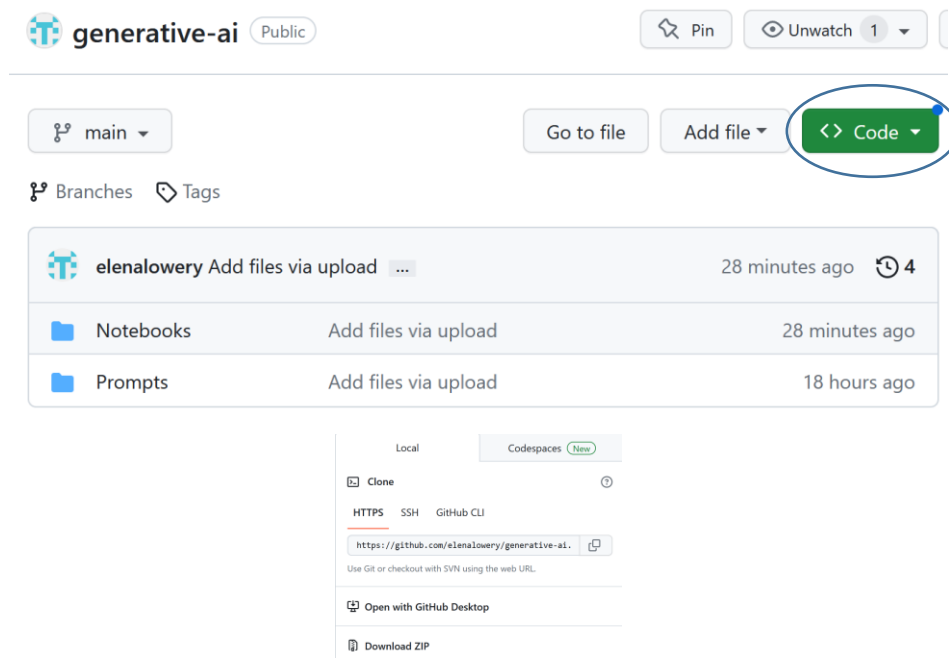 generative-ai Public Pin Unwatch 1
main Go to file Add file <> Code
Branches Tags
elenalowery Add files via upload ... 28 minutes ago 4
Notebooks Add files via upload 28 minutes ago
Prompts Add files via upload 18 hours ago
Local Codespaces New
Clone
HTTPS SSH GitHub CLI
https://github.com/elenalowery/generative-ai.
Use Git or checkout with SVN using the web URL.
Open with GitHub Desktop
Download ZIP